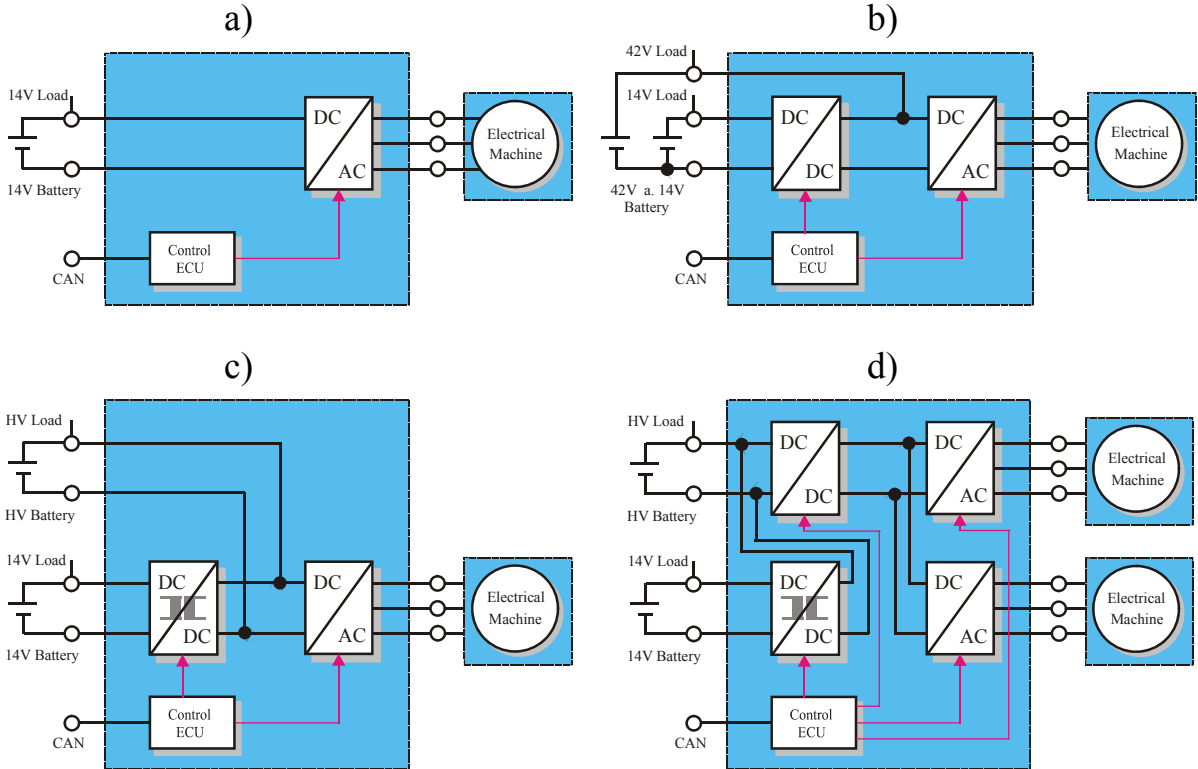 a)
14V Load
14V Battery
DC
AC
Electrical
Machine
Control
ECU
CAN
b)
42V Load
14V Load
42V a. 14V
Battery
DC
DC
DC
AC
Electrical
Machine
Control
ECU
CAN
c)
HV Load
HV Battery
14V Load
14V Battery
DC
DC
DC
AC
Electrical
Machine
Control
ECU
CAN
d)
HV Load
HV Battery
DC
DC
DC
AC
Electrical
Machine
14V Load
14V Battery
DC
DC
DC
AC
Electrical
Machine
Control
ECU
CAN